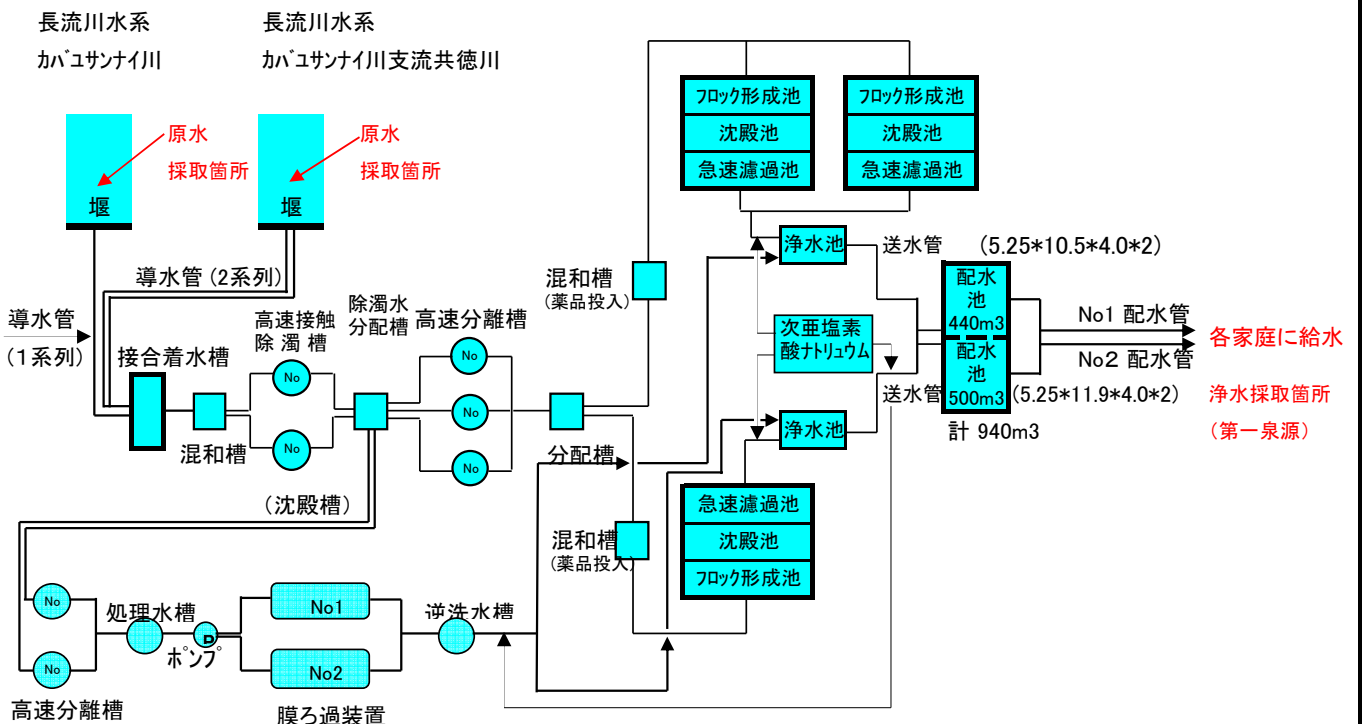 長流川水系
カバユサンナイ川
長流川水系
カバユサンナイ川支流共徳川
原水
採取箇所
原水
採取箇所
堰
堰
導水管(2系列)
導水管
(1系列)
接合着水槽
混和槽
高速接触
除 濁 槽
No
No
除濁水
分配槽
高速分離槽
No
No
No
(沈殿槽)
分配槽
混和槽
(薬品投入)
混和槽
(薬品投入)
フロック形成池
沈殿池
急速濾過池
フロック形成池
沈殿池
急速濾過池
浄水池
送水管
(5.25*10.5*4.0*2)
次亜塩素
酸ナトリュウム
配水
池
440m3
配水
池
500m3
No1 配水管
No2 配水管
各家庭に給水
送水管
(5.25*11.9*4.0*2)
計 940m3
浄水採取箇所
(第一泉源)
浄水池
急速濾過池
沈殿池
フロック形成池
No
No
高速分離槽
処理水槽
P
ポンプ
No1
No2
膜ろ過装置
逆洗水槽